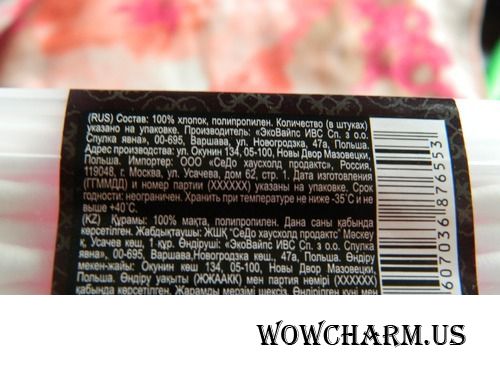 (RUS) Состав: 100% хлопок, полипропилен. Количество (в штуках)
указано на упаковке. Производитель: «ЭкоВайпс ИВС Сп. з о.о.
Спулка явна», 00-695, Варшава, ул. Новогродзка, 47а, Польша.
Адрес производства: ул. Окунин 134, 05-100, Новы Двор Мазовецки,
Польша. Импортер: ООО «СеДо хаусхолд продактс», Россия,
119048, г. Москва, ул. Усачева, дом 62, стр. 1. Дата изготовления
(ГГММДД) и номер партии (XXXXXX) указаны на упаковке. Срок
годности: неограничен. Хранить при температуре не ниже -35°С и не
выше +40°С.
(KZ) Құрамы: 100% мақта, полипропилен. Дана саны қабында
көрсетілген. Жабдықтаушы: ЖШҚ "СеДо хаусхолд продактс" Мәскеу
қ, Усачев көш, 1 құр. Өндіруші: «ЭкоВайпс ИВС Сп. з о.о. Спулка
явна», 00-695, Варшава,Новогродзка көш., 47а, Польша. Өндіру
мекен-жайы: Окунин көш 134, 05-100, Новы Двор Мазовецки,
Польша. Өндіру уақыты (ЖЖААКК) мен партия нөмірі (XXXXXX)
қабында көрсетілген. Жарамды мерзімі шексіз. Өндірілген күні мен
607036 876553
WOWCHARM.US